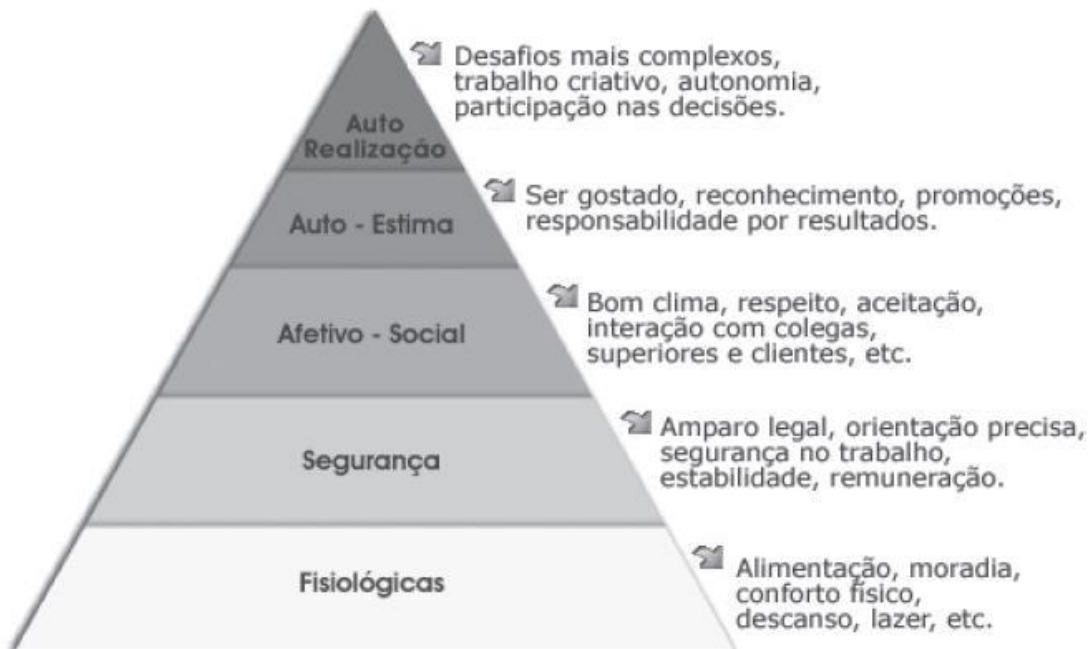 Desafios mais complexos,
trabalho criativo, autonomia,
participação nas decisões.
Auto
Realização
Ser gostado, reconhecimento, promoções,
responsabilidade por resultados.
Auto - Estima
Bom clima, respeito, aceitação,
interação com colegas,
superiores e clientes, etc.
Afetivo - Social
Amparo legal, orientação precisa,
segurança no trabalho,
estabilidade, remuneração.
Segurança
Alimentação, moradia,
conforto físico,
descanso, lazer, etc.
Fisiológicas